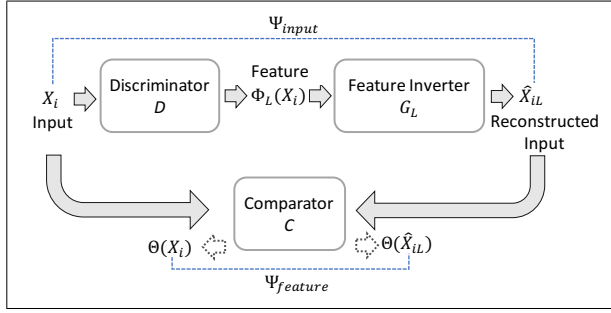 Ψ_input
Discriminator
D
Feature
Φ_L(X_i)
Feature Inverter
G_L
X_i
Input
X̂_iL
Reconstructed
Input
Comparator
C
Θ(X_i)
Θ(X̂_iL)
Ψ_feature